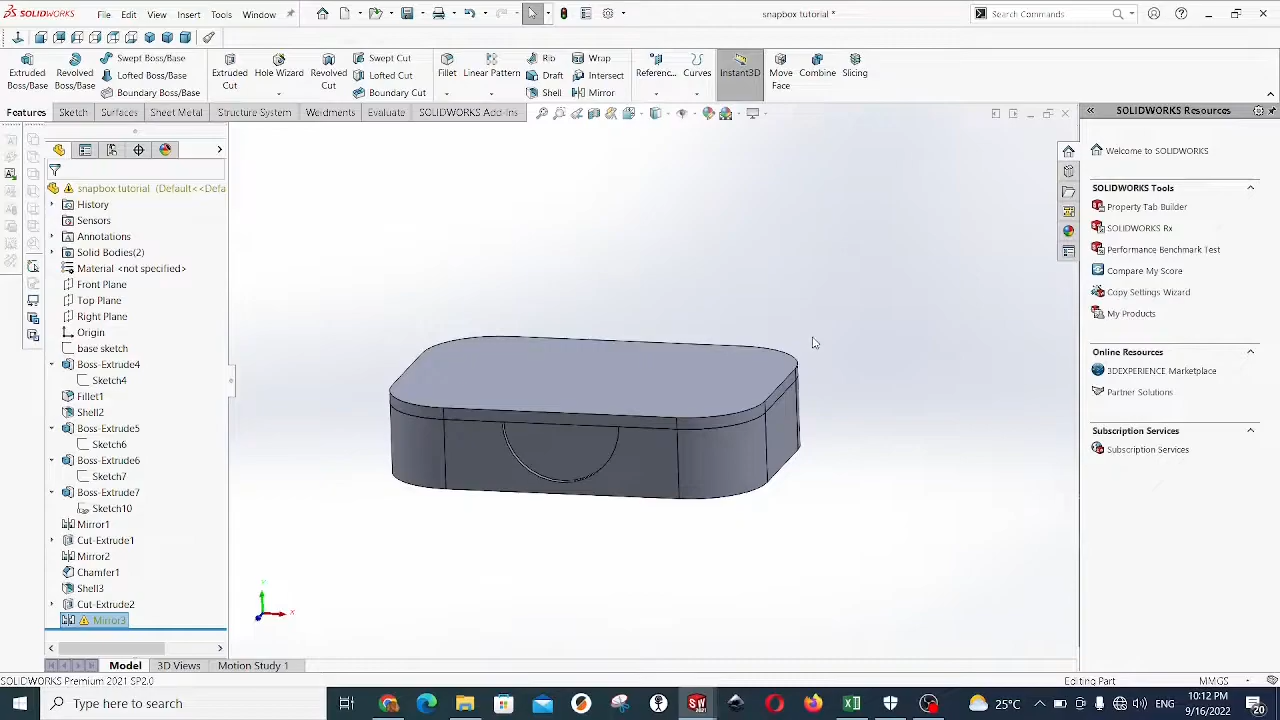 SOLIDWORKS File Edit View Insert Tools Window snapbox tutorial * Search Commands
Extruded Boss/Base
Revolved Boss/Base
Swept Boss/Base
Lofted Boss/Base
Boundary Boss/Base
Extruded Cut
Hole Wizard
Revolved Cut
Swept Cut
Lofted Cut
Boundary Cut
Fillet
Linear Pattern
Rib
Draft
Shell
Wrap
Intersect
Mirror
Referenc...
Curves
Instant3D
Move Face
Combine
Slicing
Features Sketch Surfaces Sheet Metal Structure System Weldments Evaluate SOLIDWORKS Add-Ins
snapbox tutorial (Default<<Defa
History
Sensors
Annotations
Solid Bodies(2)
Material <not specified>
Front Plane
Top Plane
Right Plane
Origin
base sketch
Boss-Extrude4
Sketch4
Fillet1
Shell2
Boss-Extrude5
Sketch6
Boss-Extrude6
Sketch7
Boss-Extrude7
Sketch10
Mirror1
Cut-Extrude1
Mirror2
Chamfer1
Shell3
Cut-Extrude2
Mirror3
Y
X
SOLIDWORKS Resources
Welcome to SOLIDWORKS
SOLIDWORKS Tools
Property Tab Builder
SOLIDWORKS Rx
Performance Benchmark Test
Compare My Score
Copy Settings Wizard
My Products
Online Resources
3DEXPERIENCE Marketplace
Partner Solutions
Subscription Services
Subscription Services
Model 3D Views Motion Study 1
SOLIDWORKS Premium 2021 SP2.0 Editing Part MMGS
Type here to search 25°C ENG 10:12 PM
9/16/2022 20